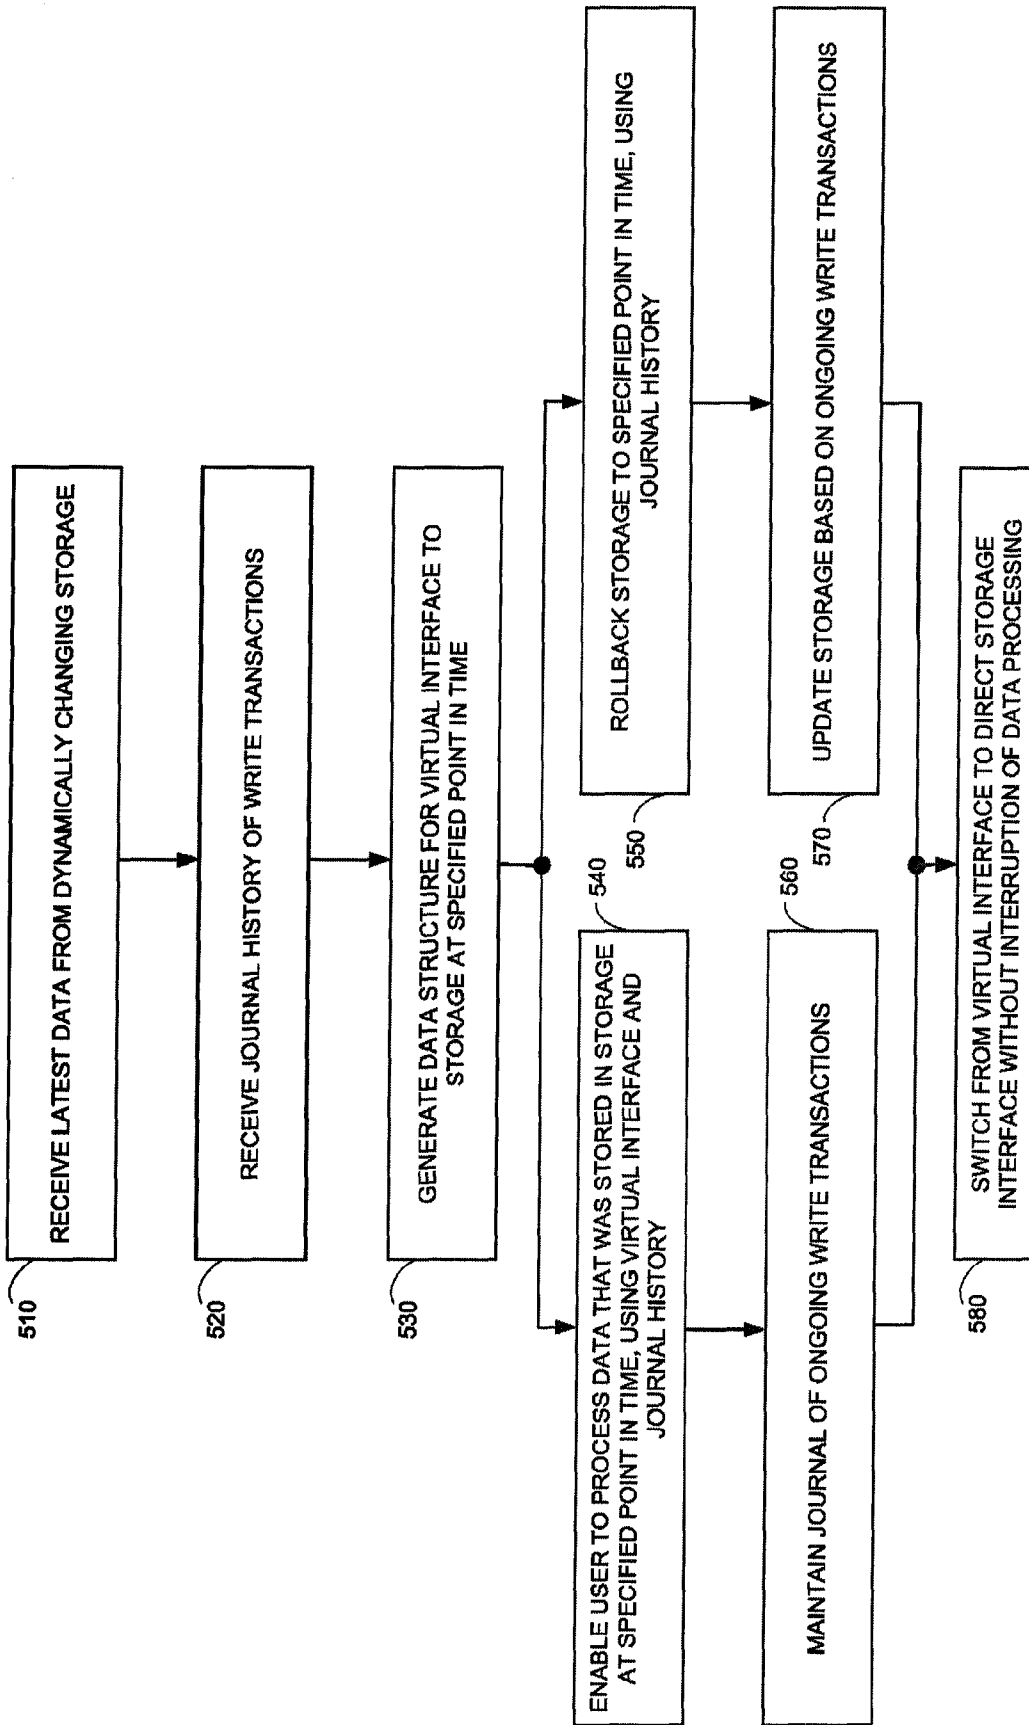 510
RECEIVE LATEST DATA FROM DYNAMICALLY CHANGING STORAGE
520
RECEIVE JOURNAL HISTORY OF WRITE TRANSACTIONS
530
GENERATE DATA STRUCTURE FOR VIRTUAL INTERFACE TO
STORAGE AT SPECIFIED POINT IN TIME
540
ENABLE USER TO PROCESS DATA THAT WAS STORED IN STORAGE
AT SPECIFIED POINT IN TIME, USING VIRTUAL INTERFACE AND
JOURNAL HISTORY
550
ROLLBACK STORAGE TO SPECIFIED POINT IN TIME, USING
JOURNAL HISTORY
560
MAINTAIN JOURNAL OF ONGOING WRITE TRANSACTIONS
570
UPDATE STORAGE BASED ON ONGOING WRITE TRANSACTIONS
580
SWITCH FROM VIRTUAL INTERFACE TO DIRECT STORAGE
INTERFACE WITHOUT INTERRUPTION OF DATA PROCESSING